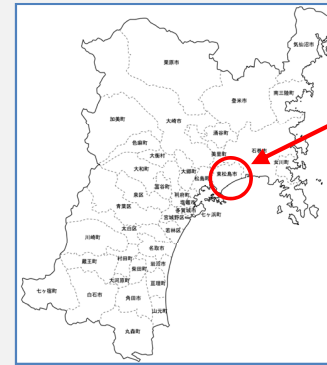 気仙沼市
栗原市
南三陸町
登米市
加美町
大崎市
涌谷町
色麻町
美里町
石巻市
大衡村
女川町
大和町
大郷町
東松島市
松島町
富谷町
泉区
利府町
青葉区
塩竈市
多賀城市
宮城野区
七ヶ浜町
太白区
若林区
川崎町
名取市
村田町
岩沼市
蔵王町
柴田町
大河原町
亘理町
七ヶ宿町
白石市
角田市
山元町
丸森町